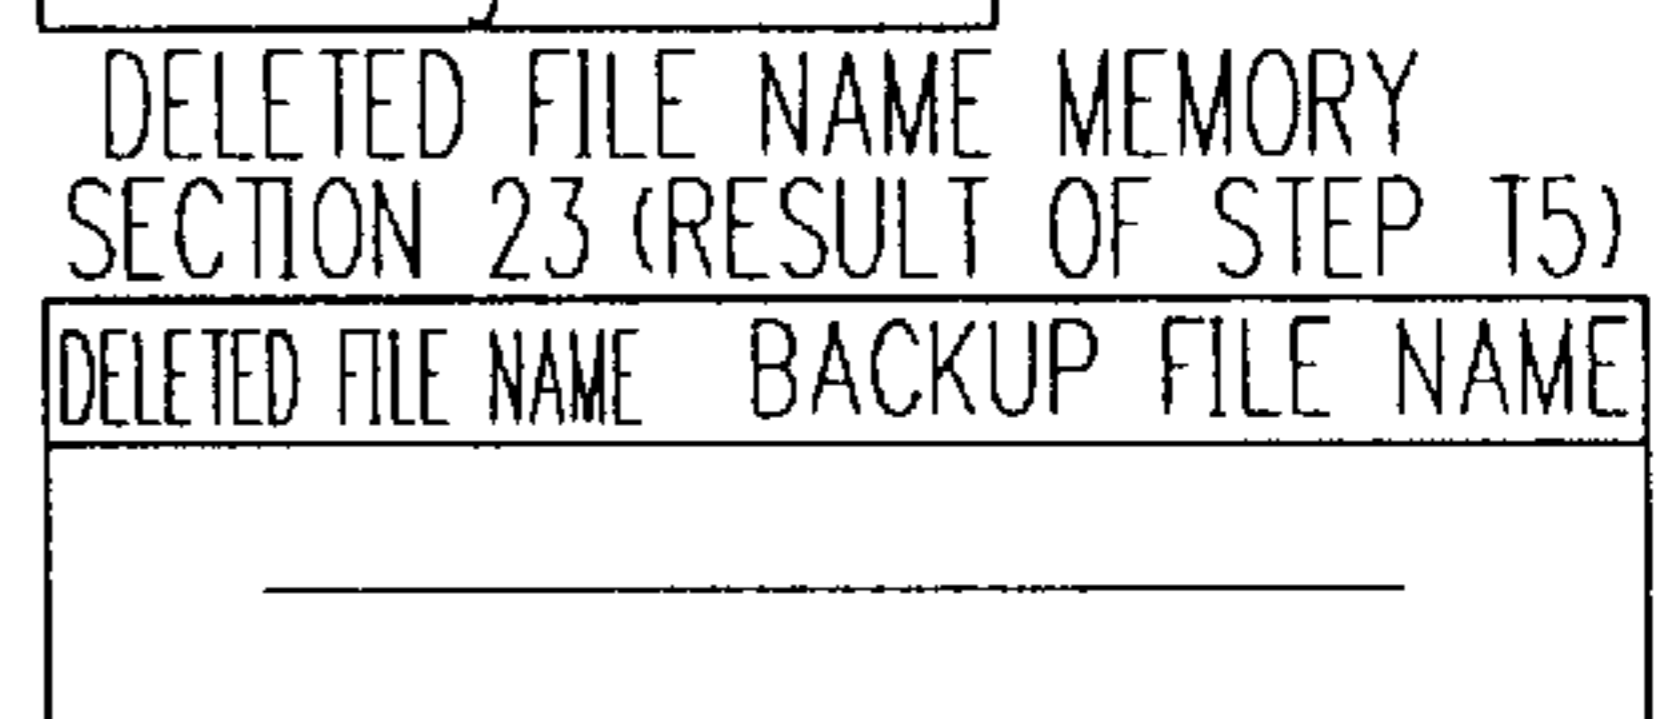 DELETED FILE NAME MEMORY
SECTION 23 (RESULT OF STEP T5)
DELETED FILE NAME BACKUP FILE NAME